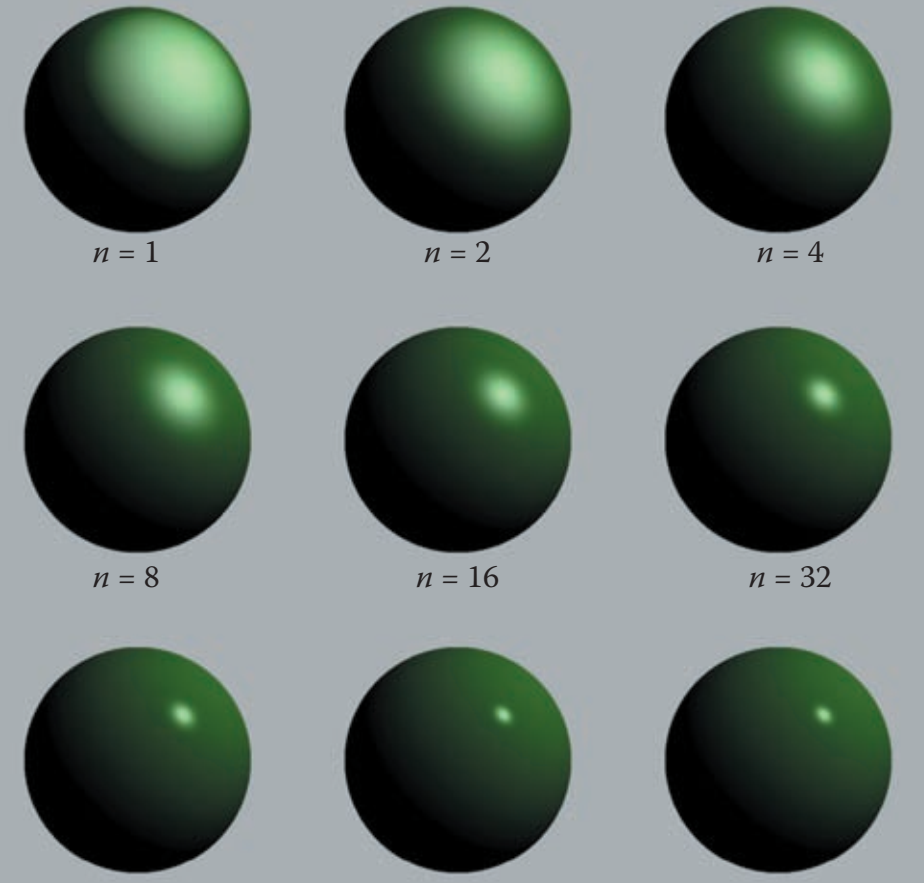 n = 1
n = 2
n = 4
n = 8
n = 16
n = 32